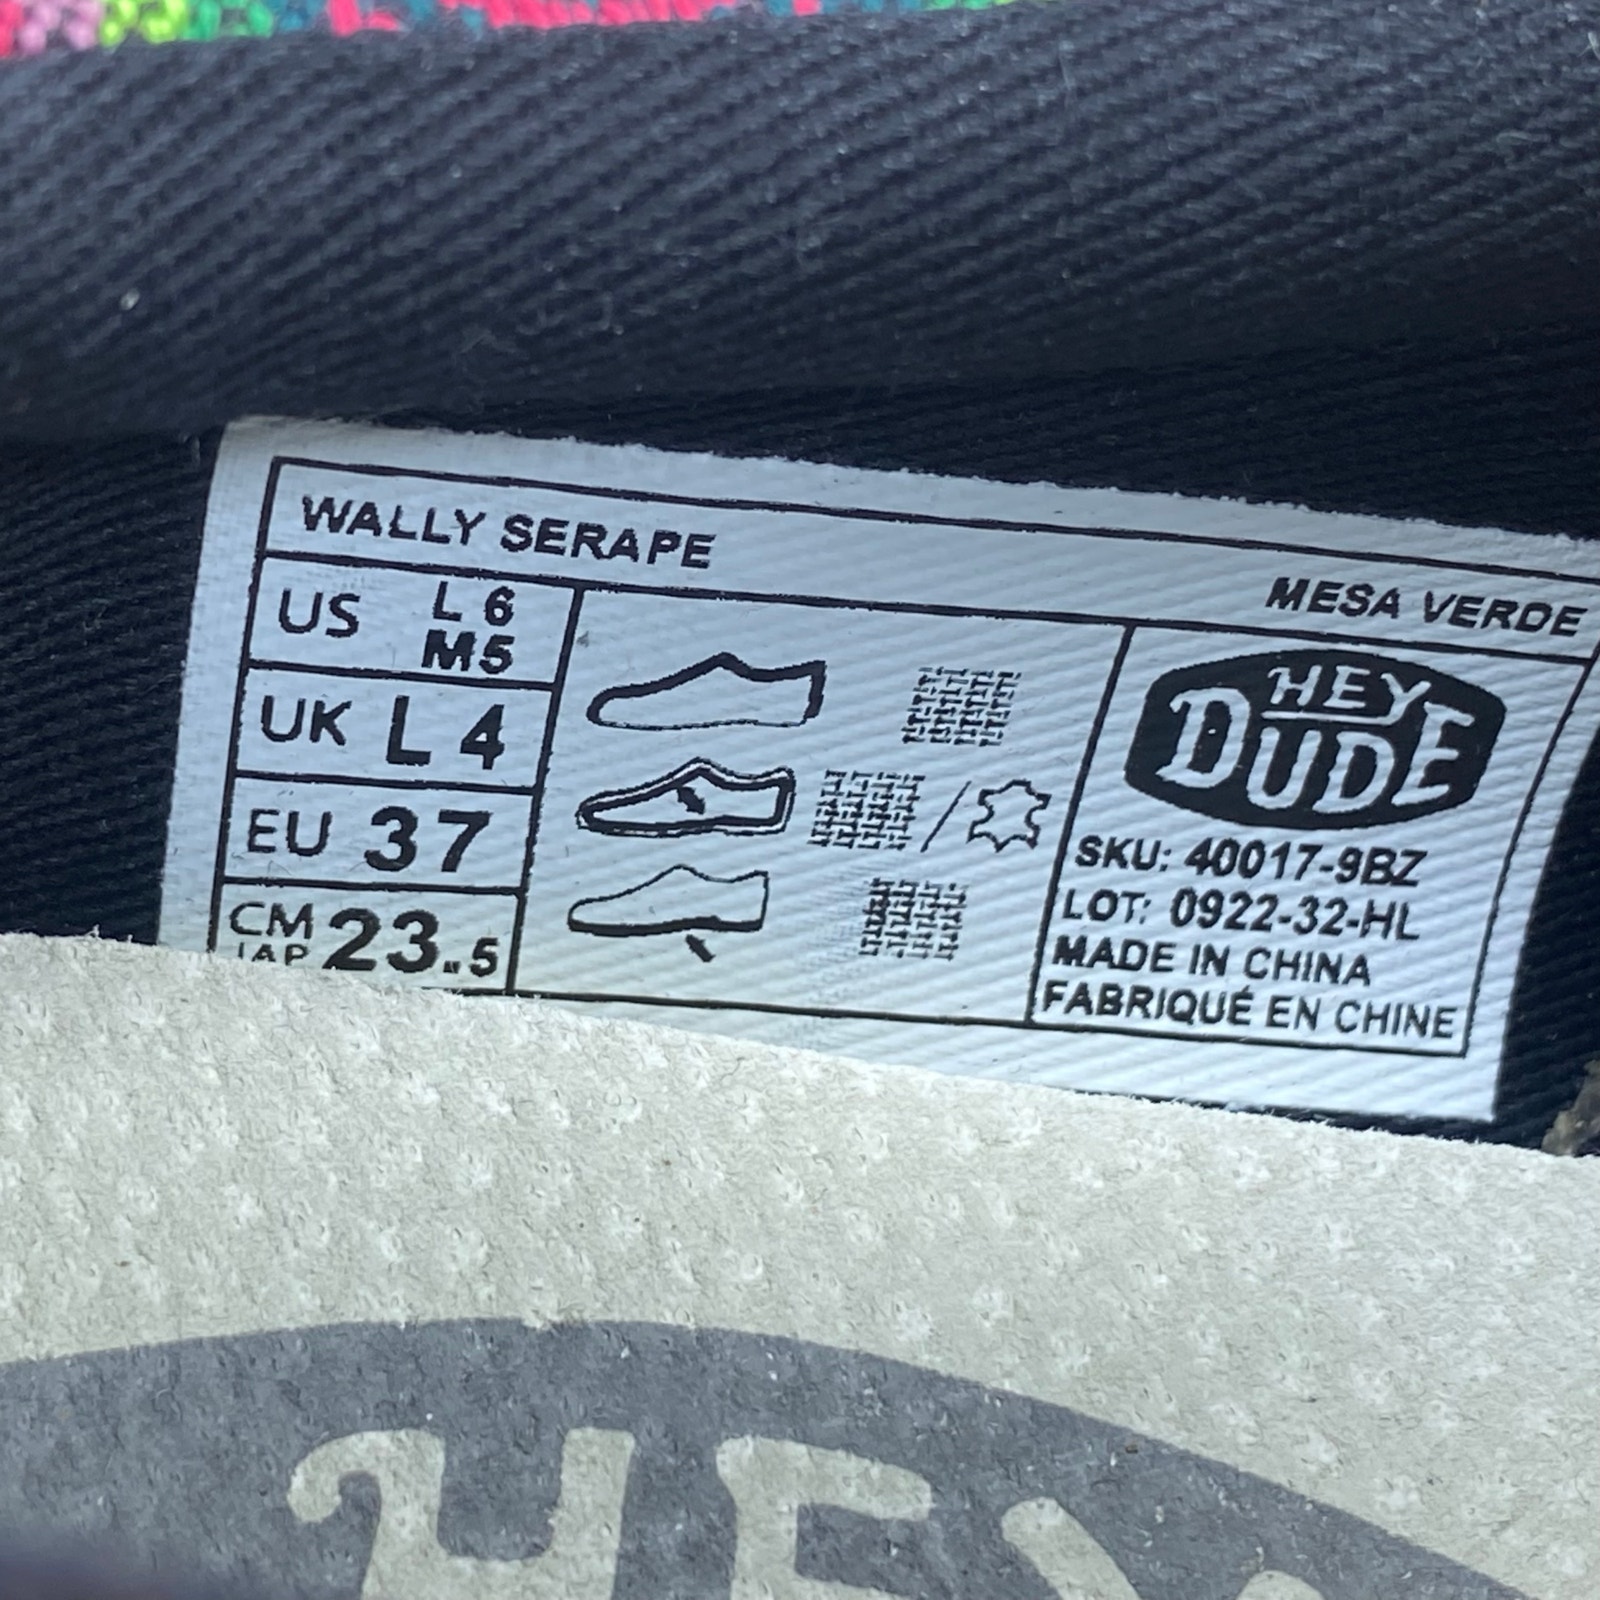 WALLY SERAPE
MESA VERDE
US L 6
M5
UK L 4
EU 37
CM
JAP 23.5
HEY
DUDE
SKU: 40017-9BZ
LOT: 0922-32-HL
MADE IN CHINA
FABRIQUÉ EN CHINE
HEY